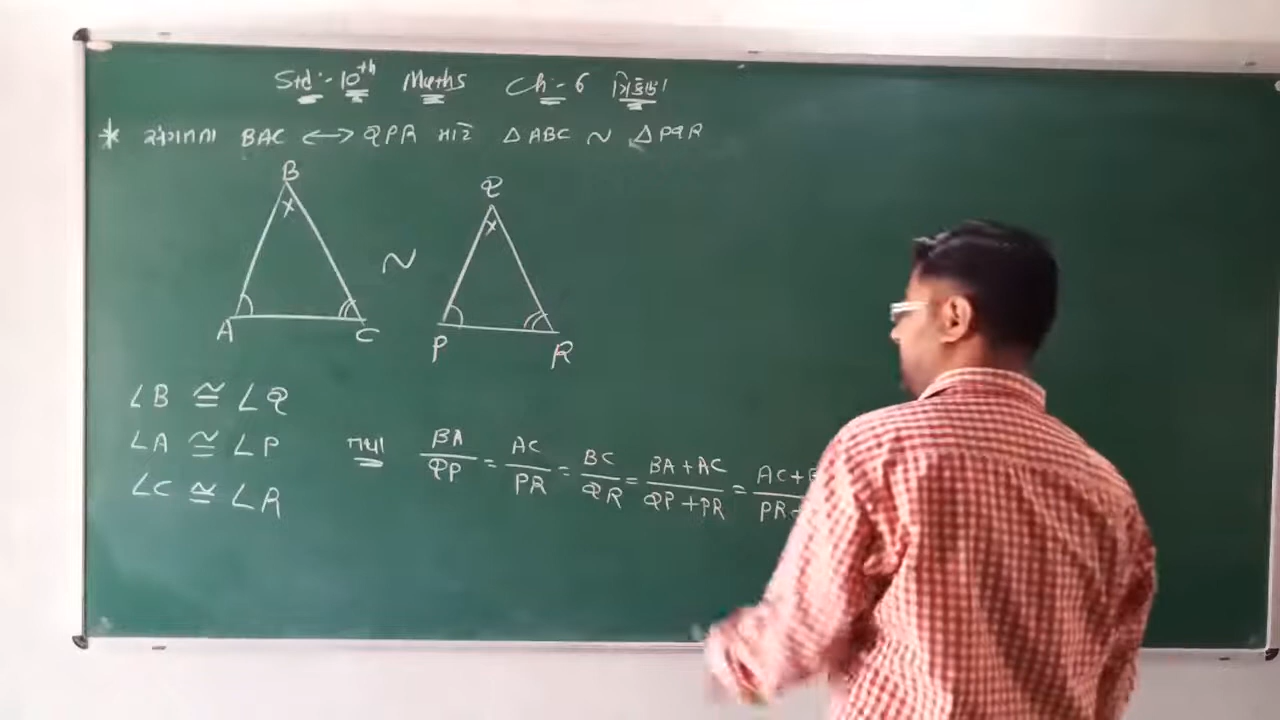 Std :- 10th Maths Ch :- 6 ત્રિકોણ
* સંગતતા BAC ↔ QPR માટે △ABC ~ △PQR
B
Q
x
x
~
A
C
P
R
∠B ≅ ∠Q
∠A ≅ ∠P
∠C ≅ ∠R
તથા BA/QP = AC/PR = BC/QR = BA+AC/QP+PR = AC+ / PR+